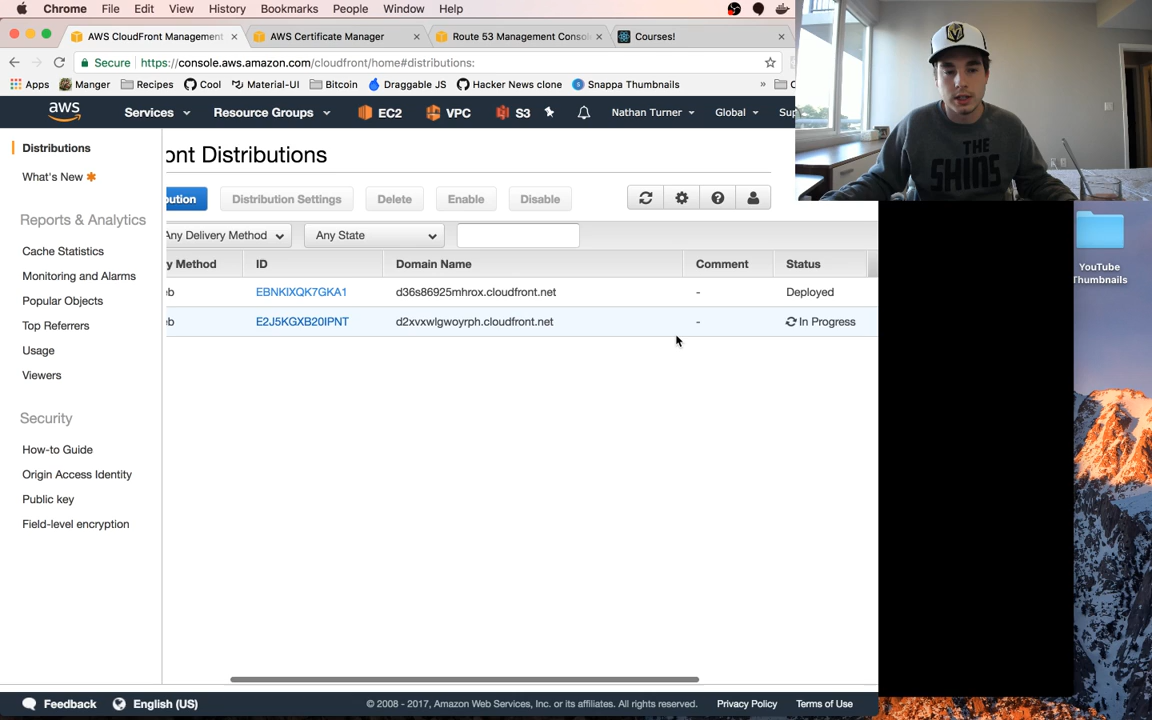 Chrome File Edit View History Bookmarks People Window Help
AWS CloudFront Management AWS Certificate Manager Route 53 Management Conso Courses!
Secure https://console.aws.amazon.com/cloudfront/home#distributions:
Apps Manger Recipes Cool Material-UI Bitcoin Draggable JS Hacker News clone Snappa Thumbnails »
aws Services Resource Groups EC2 VPC S3 Nathan Turner Global Sup
THE
SHINS
Distributions
What's New
Reports & Analytics
Cache Statistics
Monitoring and Alarms
Popular Objects
Top Referrers
Usage
Viewers
Security
How-to Guide
Origin Access Identity
Public key
Field-level encryption
ont Distributions
bution Distribution Settings Delete Enable Disable
Any Delivery Method Any State
y Method ID Domain Name Comment Status
eb EBNKIXQK7GKA1 d36s86925mhrox.cloudfront.net - Deployed
eb E2J5KGXB20IPNT d2xvxwlgwoyrph.cloudfront.net - In Progress
YouTube
Thumbnails
Feedback English (US) © 2008 - 2017, Amazon Web Services, Inc. or its affiliates. All rights reserved. Privacy Policy Terms of Use